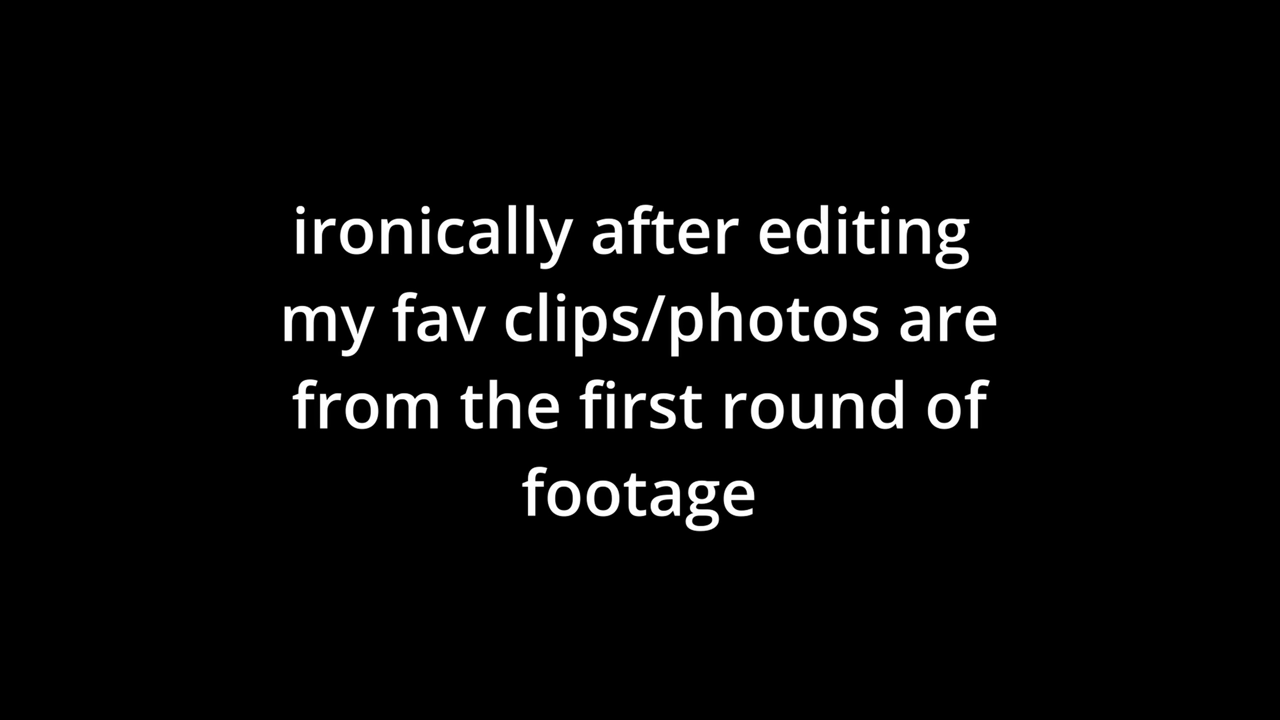 ironically after editing
my fav clips/photos are
from the first round of
footage